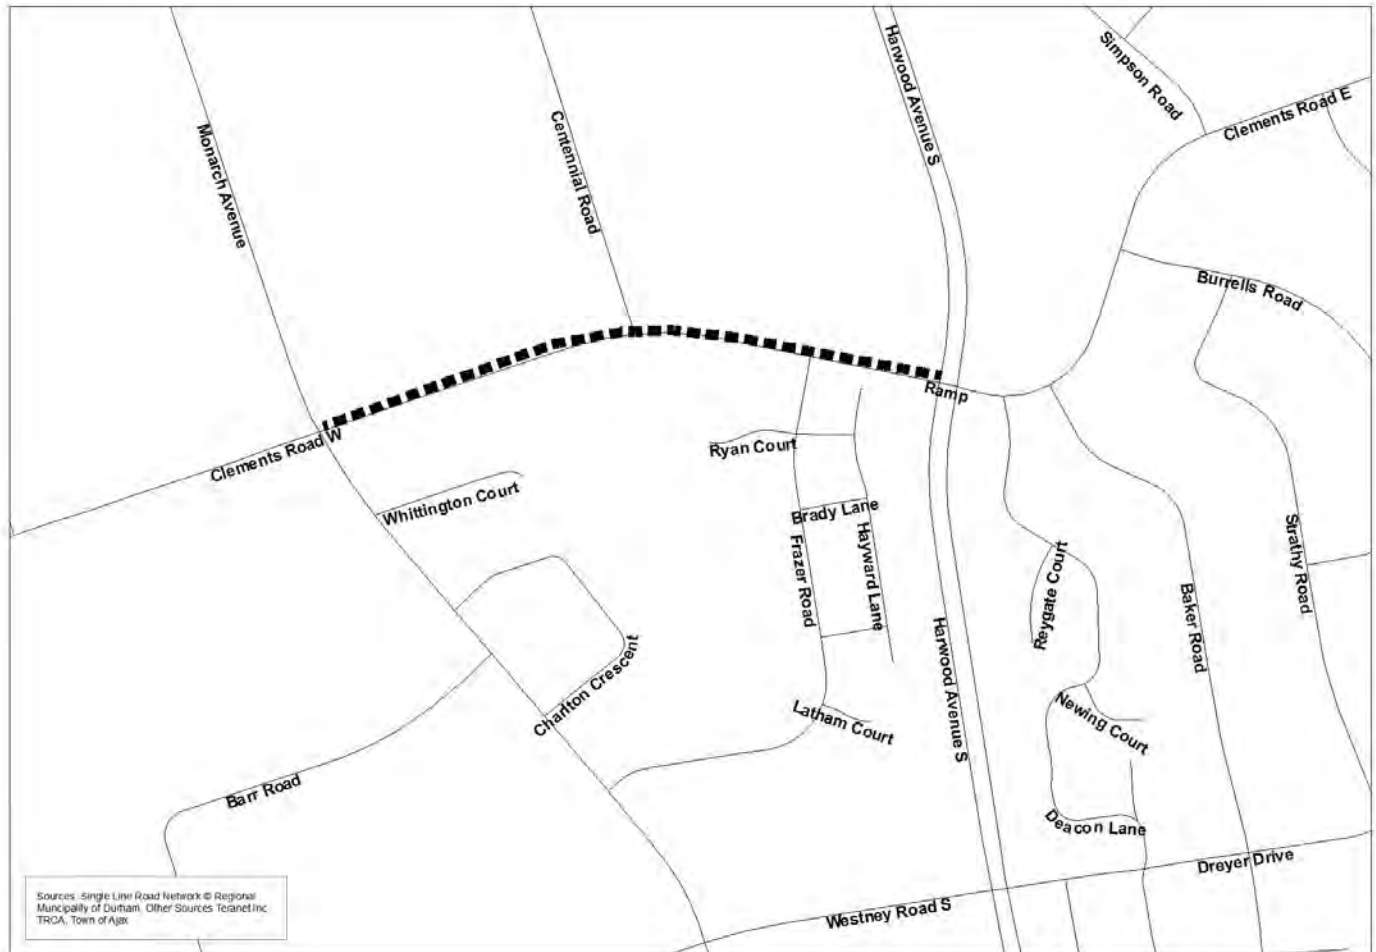 Harwood Avenue S
Simpson Road
Clements Road E
Monarch Avenue
Centennial Road
Burrells Road
Ramp
Clements Road W
Ryan Court
Whittington Court
Brady Lane
Frazer Road
Hayward Lane
Reygate Court
Strathy Road
Baker Road
Harwood Avenue S
Charlton Crescent
Latham Court
Newing Court
Barr Road
Deacon Lane
Dreyer Drive
Westney Road S
Sources: Single Line Road Network © Regional
Municipality of Durham, Other Sources Teranet Inc.
TRCA, Town of Ajax